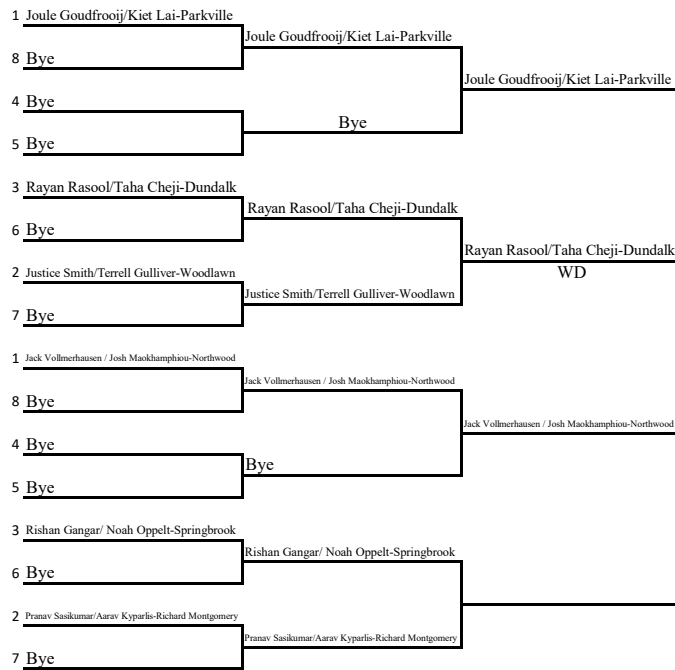 1 Joule Goudfrooij/Kiet Lai-Parkville
Joule Goudfrooij/Kiet Lai-Parkville
8 Bye
Joule Goudfrooij/Kiet Lai-Parkville
4 Bye
Bye
5 Bye
3 Rayan Rasool/Taha Cheji-Dundalk
Rayan Rasool/Taha Cheji-Dundalk
6 Bye
Rayan Rasool/Taha Cheji-Dundalk
WD
2 Justice Smith/Terrell Gulliver-Woodlawn
Justice Smith/Terrell Gulliver-Woodlawn
7 Bye
1 Jack Vollmerhausen / Josh Maokhamphiou-Northwood
Jack Vollmerhausen / Josh Maokhamphiou-Northwood
8 Bye
Jack Vollmerhausen / Josh Maokhamphiou-Northwood
4 Bye
Bye
5 Bye
3 Rishan Gangar/ Noah Oppelt-Springbrook
Rishan Gangar/ Noah Oppelt-Springbrook
6 Bye
2 Pranav Sasikumar/Aarav Kyparlis-Richard Montgomery
Pranav Sasikumar/Aarav Kyparlis-Richard Montgomery
7 Bye